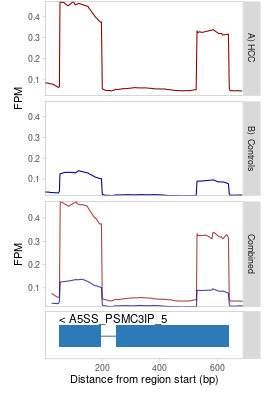 0.4
0.3
0.2
0.1
FPM
A) HCC
0.4
0.3
0.2
0.1
B) Controls
0.4
0.3
0.2
0.1
FPM
Combined
< A5SS_PSMC3IP_5
200 400 600
Distance from region start (bp)